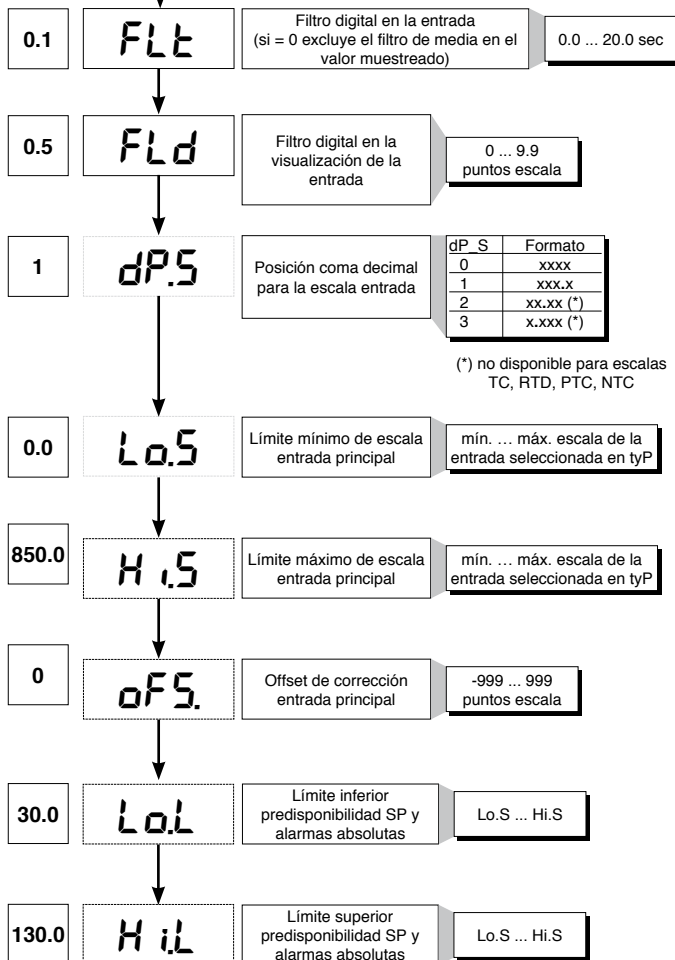 0.1
FLt
Filtro digital en la entrada
(si = 0 excluye el filtro de media en el
valor muestreado)
0.0 ... 20.0 sec
0.5
FLd
Filtro digital en la
visualización de la
entrada
0 ... 9.9
puntos escala
1
dP.S
Posición coma decimal
para la escala entrada
dP_S Formato
0 xxxx
1 xxx.x
2 xx.xx (*)
3 x.xxx (*)
(*) no disponible para escalas
TC, RTD, PTC, NTC
0.0
Lo.S
Límite mínimo de escala
entrada principal
mín. … máx. escala de la
entrada seleccionada en tyP
850.0
Hi.S
Límite máximo de escala
entrada principal
mín. … máx. escala de la
entrada seleccionada en tyP
0
oFS.
Offset de corrección
entrada principal
-999 ... 999
puntos escala
30.0
Lo.L
Límite inferior
predisponibilidad SP y
alarmas absolutas
Lo.S ... Hi.S
130.0
Hi.L
Límite superior
predisponibilidad SP y
alarmas absolutas
Lo.S ... Hi.S